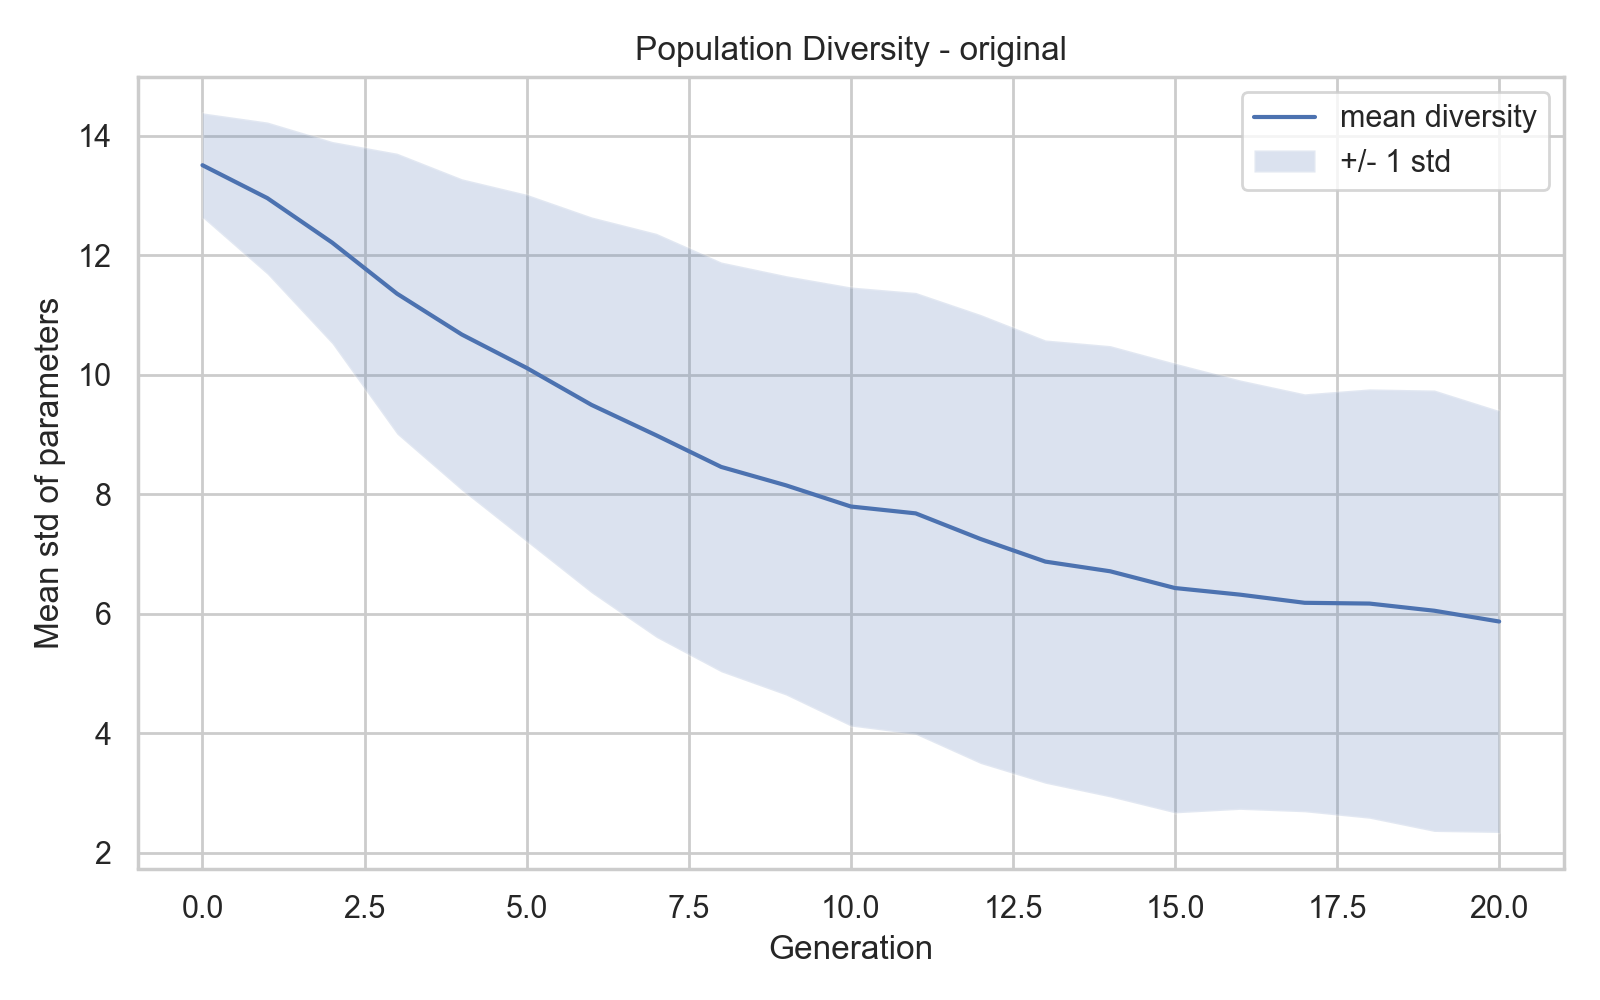 Population Diversity - original
mean diversity
+/- 1 std
Mean std of parameters
14
12
10
8
6
4
2
0.0 2.5 5.0 7.5 10.0 12.5 15.0 17.5 20.0
Generation